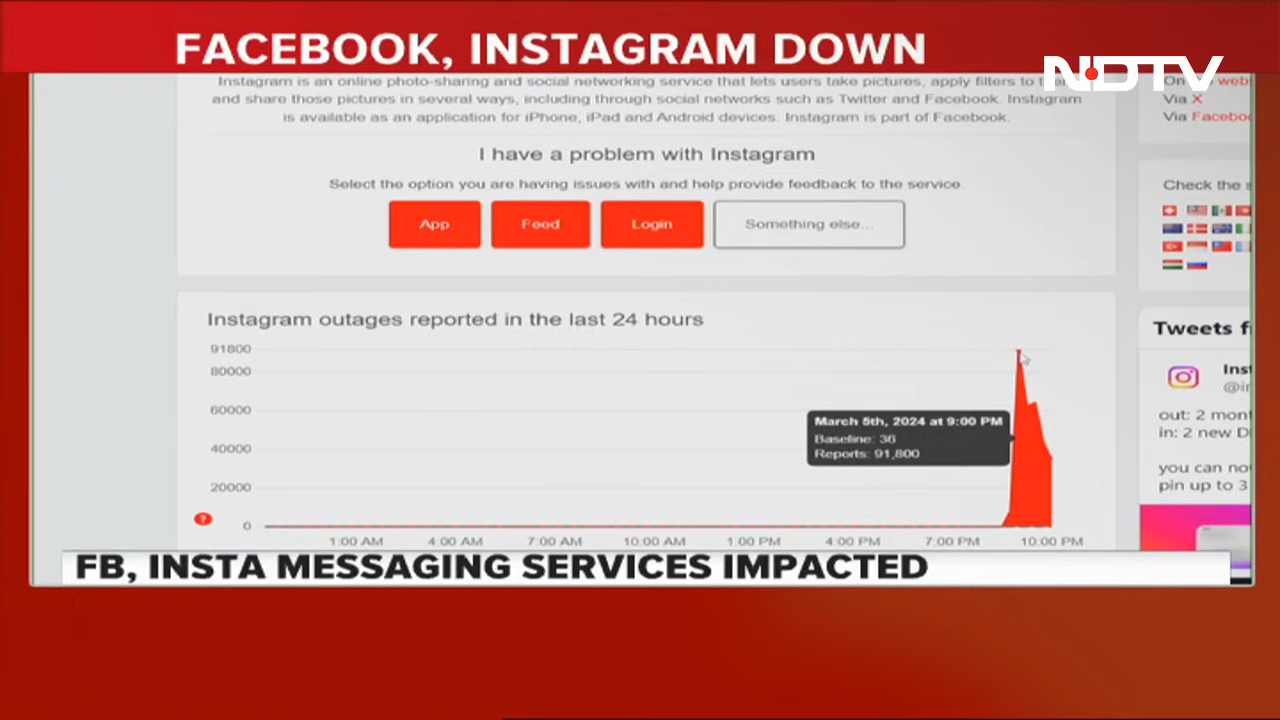 FACEBOOK, INSTAGRAM DOWN
NDTV
Instagram is an online photo-sharing and social networking service that lets users take pictures, apply filters to
and share those pictures in several ways, including through social networks such as Twitter and Facebook. Instagram
is available as an application for iPhone, iPad and Android devices. Instagram is part of Facebook.
I have a problem with Instagram
Select the option you are having issues with and help provide feedback to the service.
App
Feed
Login
Something else...
Via X
Via Facebo
Check the
Instagram outages reported in the last 24 hours
91800
80000
60000
40000
20000
0
?
March 5th, 2024 at 9:00 PM
Baseline: 36
Reports: 91,800
1:00 AM 4:00 AM 7:00 AM 10:00 AM 1:00 PM 4:00 PM 7:00 PM 10:00 PM
Tweets f
Inst
@in
out: 2 mont
in: 2 new D
you can no
pin up to 3
FB, INSTA MESSAGING SERVICES IMPACTED